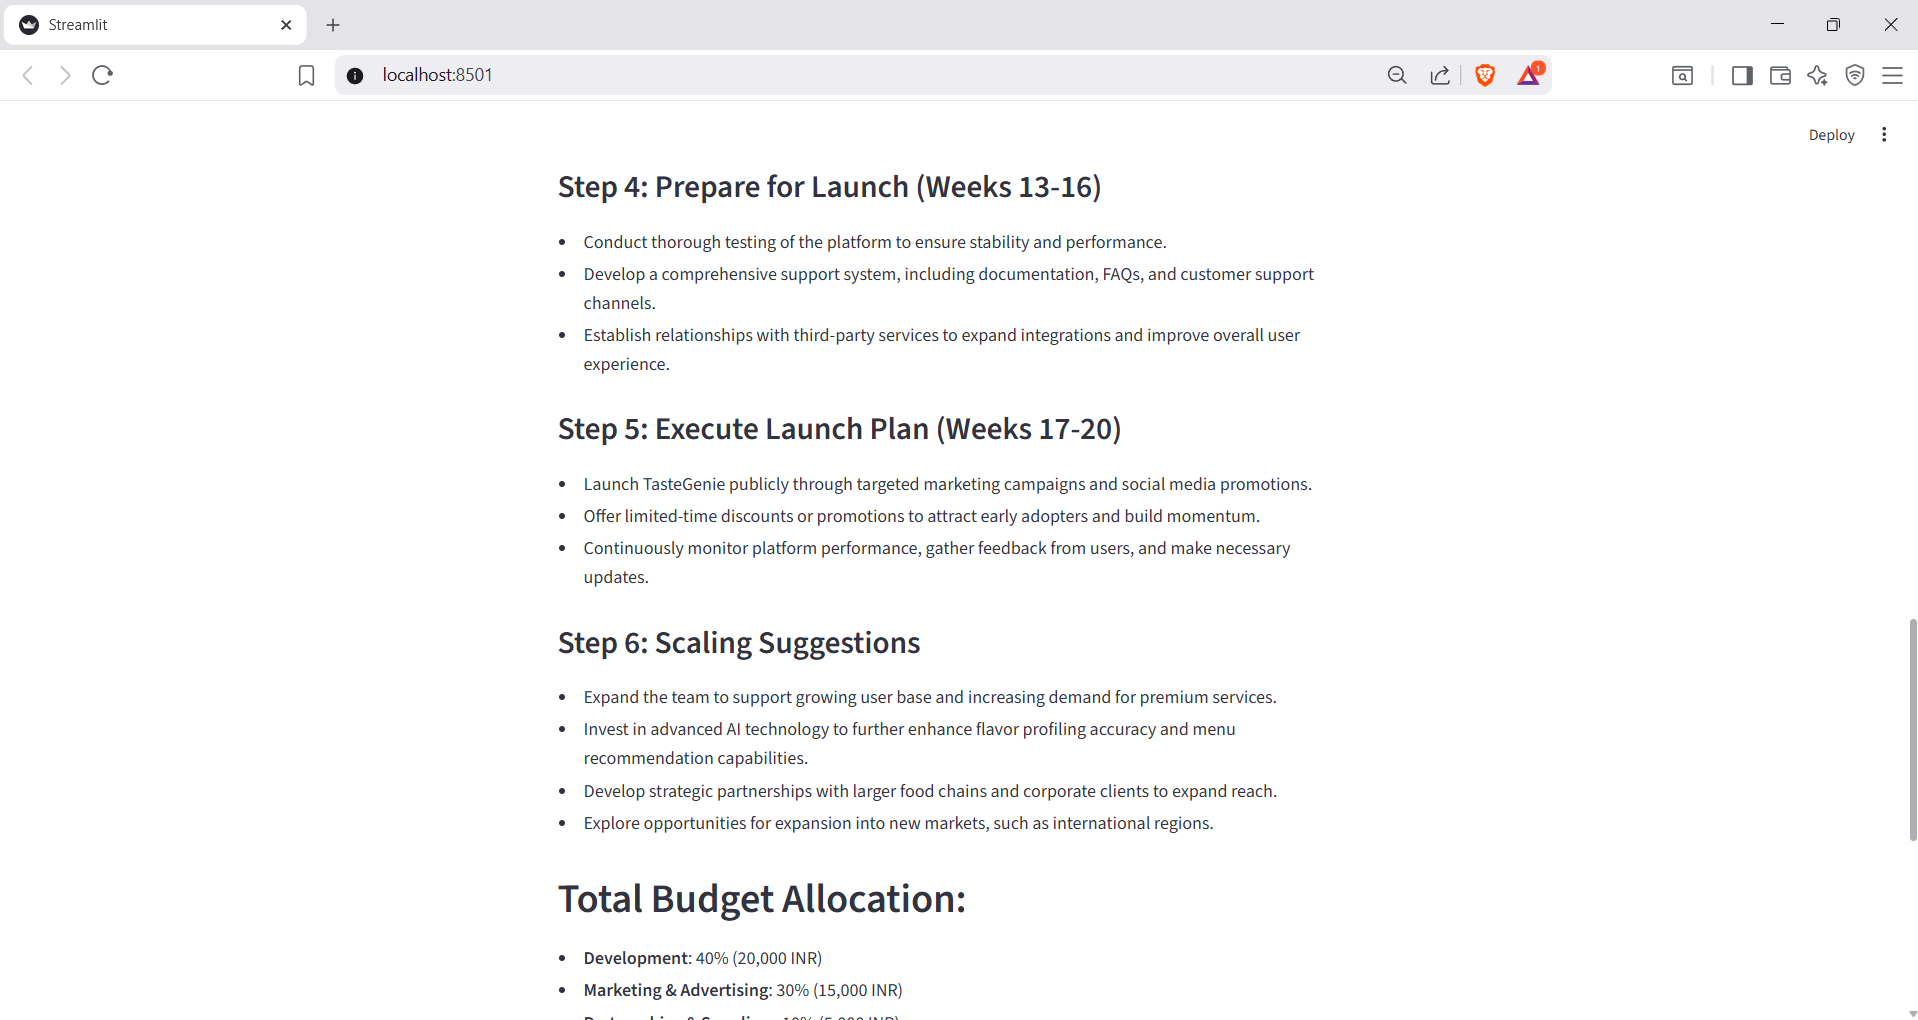 Streamlit
localhost:8501
1
Deploy
Step 4: Prepare for Launch (Weeks 13-16)
• Conduct thorough testing of the platform to ensure stability and performance.
• Develop a comprehensive support system, including documentation, FAQs, and customer support
channels.
• Establish relationships with third-party services to expand integrations and improve overall user
experience.
Step 5: Execute Launch Plan (Weeks 17-20)
• Launch TasteGenie publicly through targeted marketing campaigns and social media promotions.
• Offer limited-time discounts or promotions to attract early adopters and build momentum.
• Continuously monitor platform performance, gather feedback from users, and make necessary
updates.
Step 6: Scaling Suggestions
• Expand the team to support growing user base and increasing demand for premium services.
• Invest in advanced AI technology to further enhance flavor profiling accuracy and menu
recommendation capabilities.
• Develop strategic partnerships with larger food chains and corporate clients to expand reach.
• Explore opportunities for expansion into new markets, such as international regions.
Total Budget Allocation:
• Development: 40% (20,000 INR)
• Marketing & Advertising: 30% (15,000 INR)